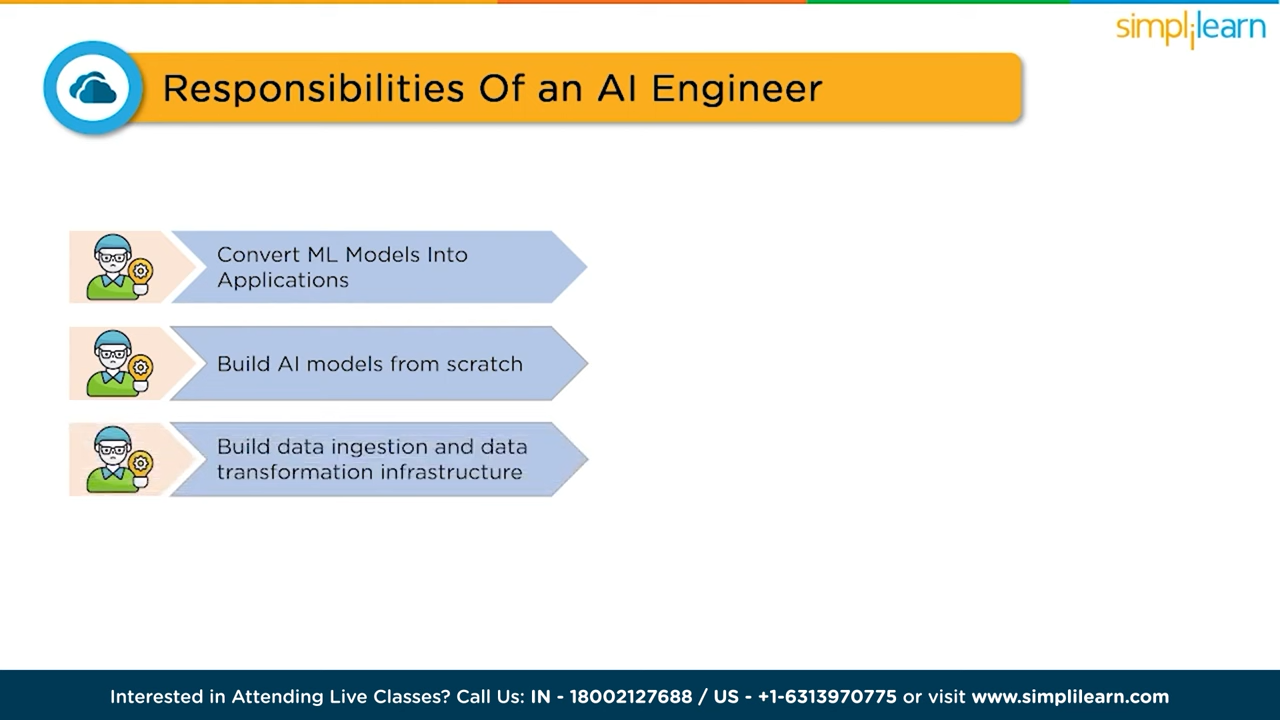 simplilearn
Responsibilities Of an AI Engineer
Convert ML Models Into
Applications
Build AI models from scratch
Build data ingestion and data
transformation infrastructure
Interested in Attending Live Classes? Call Us: IN - 18002127688 / US - +1-6313970775 or visit www.simplilearn.com